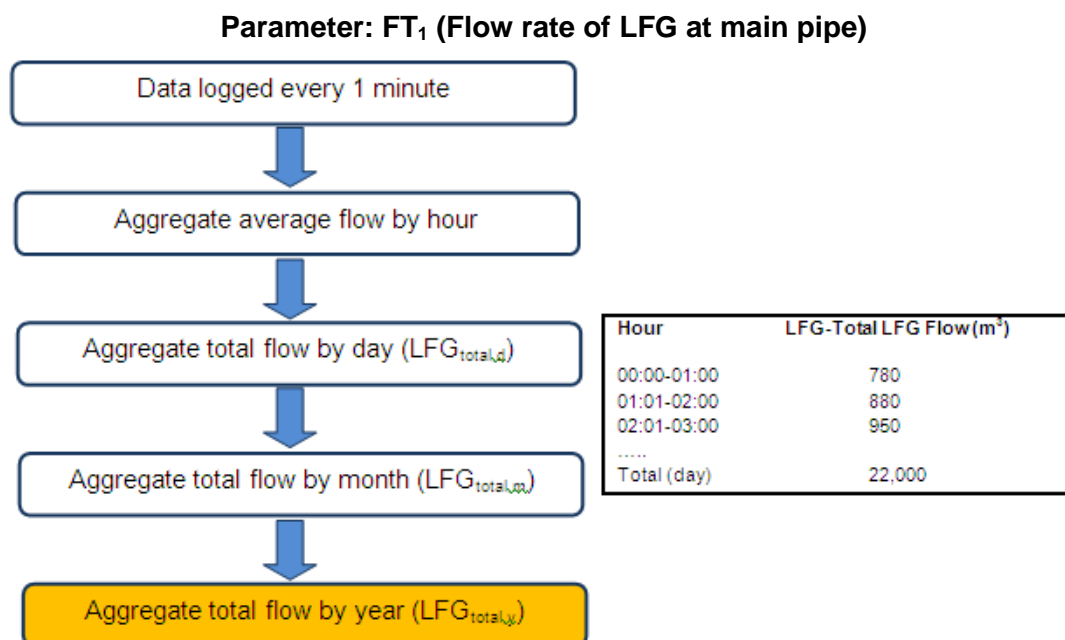 Parameter: FT₁ (Flow rate of LFG at main pipe)
Data logged every 1 minute
Aggregate average flow by hour
Aggregate total flow by day (LFGtotal,d)
Aggregate total flow by month (LFGtotal,m)
Aggregate total flow by year (LFGtotal,y)
Hour LFG-Total LFG Flow (m³)
00:00-01:00 780
01:01-02:00 880
02:01-03:00 950
.....
Total (day) 22,000